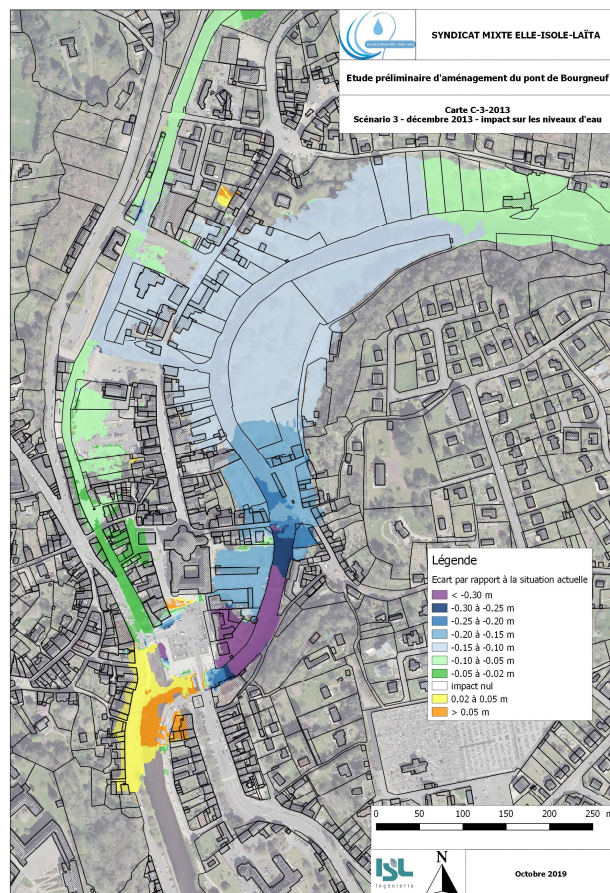 SYNDICAT MIXTE ELLE-ISOLE-LAÏTA
Etude préliminaire d'aménagement du pont de Bourgneuf
Carte C-3-2013
Scénario 3 - décembre 2013 - impact sur les niveaux d'eau
Légende
Ecart par rapport à la situation actuelle
< -0.30 m
-0.30 à -0.25 m
-0.25 à -0.20 m
-0.20 à -0.15 m
-0.15 à -0.10 m
-0.10 à -0.05 m
-0.05 à -0.02 m
impact nul
0.02 à 0.05 m
> 0.05 m
0 50 100 150 200 250 m
ISL
Ingénierie
N
Octobre 2019